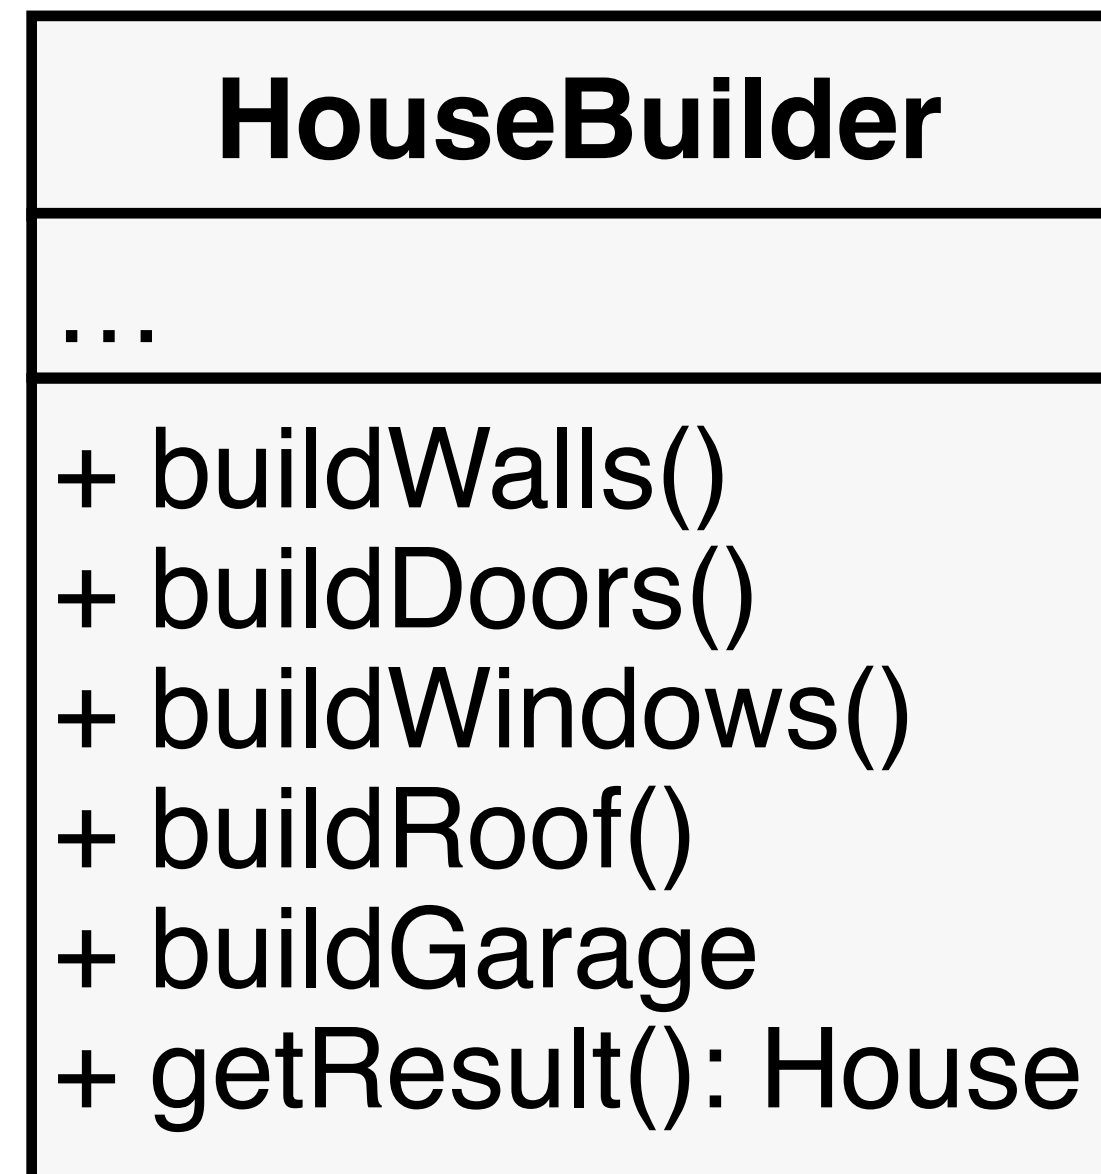 HouseBuilder
...
+ buildWalls()
+ buildDoors()
+ buildWindows()
+ buildRoof()
+ buildGarage
+ getResult(): House